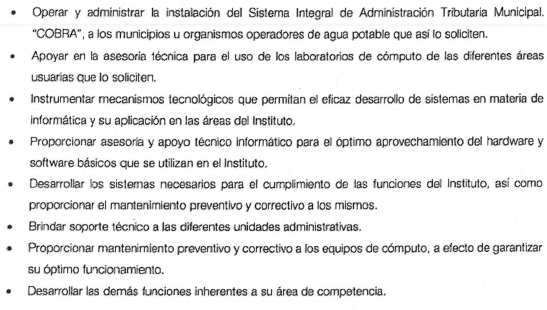 • Operar y administrar la instalación del Sistema Integral de Administración Tributaria Municipal.
"COBRA", a los municipios u organismos operadores de agua potable que así lo soliciten.
• Apoyar en la asesoría técnica para el uso de los laboratorios de cómputo de las diferentes áreas
usuarias que lo soliciten.
• Instrumentar mecanismos tecnológicos que permitan el eficaz desarrollo de sistemas en materia de
informática y su aplicación en las áreas del Instituto.
• Proporcionar asesoría y apoyo técnico informático para el óptimo aprovechamiento del hardware y
software básicos que se utilizan en el Instituto.
• Desarrollar los sistemas necesarios para el cumplimiento de las funciones del Instituto, así como
proporcionar el mantenimiento preventivo y correctivo a los mismos.
• Brindar soporte técnico a las diferentes unidades administrativas.
• Proporcionar mantenimiento preventivo y correctivo a los equipos de cómputo, a efecto de garantizar
su óptimo funcionamiento.
• Desarrollar las demás funciones inherentes a su área de competencia.